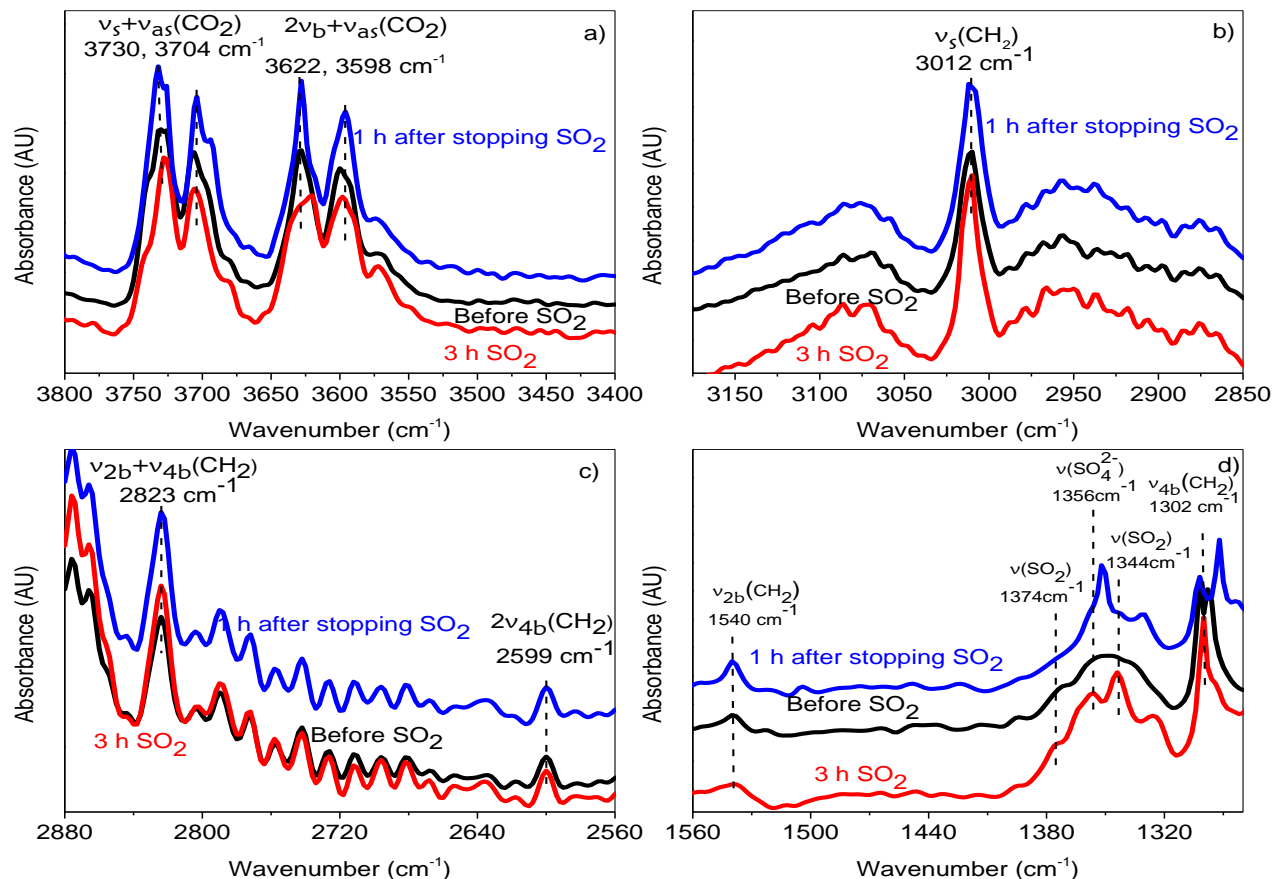 νs+νas(CO2)
3730, 3704 cm-1
2νb+νas(CO2)
3622, 3598 cm-1
a)
1 h after stopping SO2
Before SO2
3 h SO2
Absorbance (AU)
3800 3750 3700 3650 3600 3550 3500 3450 3400
Wavenumber (cm-1)
νs(CH2)
3012 cm-1
b)
1 h after stopping SO2
Before SO2
3 h SO2
Absorbance (AU)
3150 3100 3050 3000 2950 2900 2850
Wavenumber (cm-1)
ν2b+ν4b(CH2)
2823 cm-1
c)
1 h after stopping SO2
2ν4b(CH2)
2599 cm-1
Before SO2
3 h SO2
Absorbance (AU)
2880 2800 2720 2640 2560
Wavenumber (cm-1)
d)
ν(SO42-)
1356cm-1
ν4b(CH2)
1302 cm-1
ν(SO2)
1344cm-1
ν(SO2)
1374cm-1
ν2b(CH2)
1540 cm-1
1 h after stopping SO2
Before SO2
3 h SO2
Absorbance (AU)
1560 1500 1440 1380 1320
Wavenumber (cm-1)